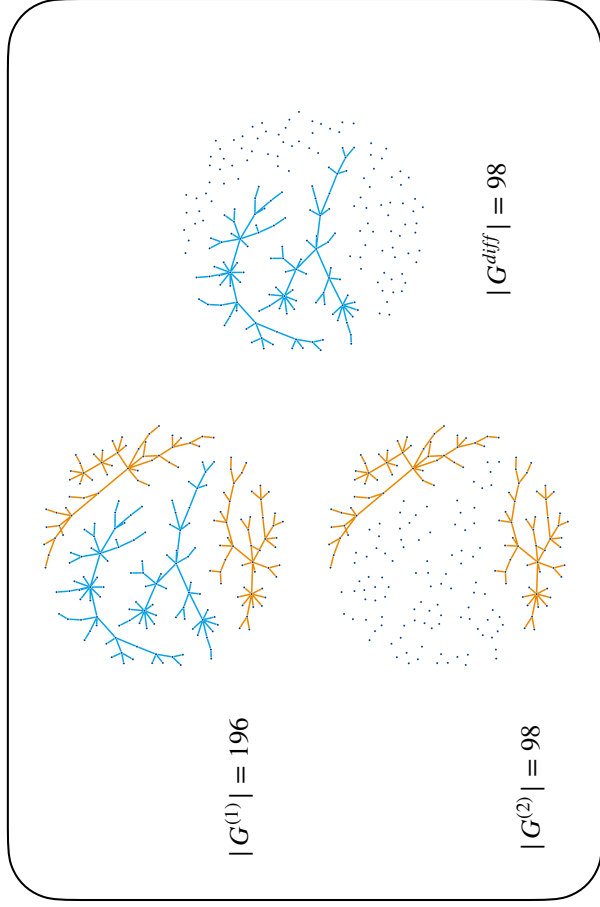 |G^{(1)}| = 196
|G^{(2)}| = 98
|G^{diff}| = 98